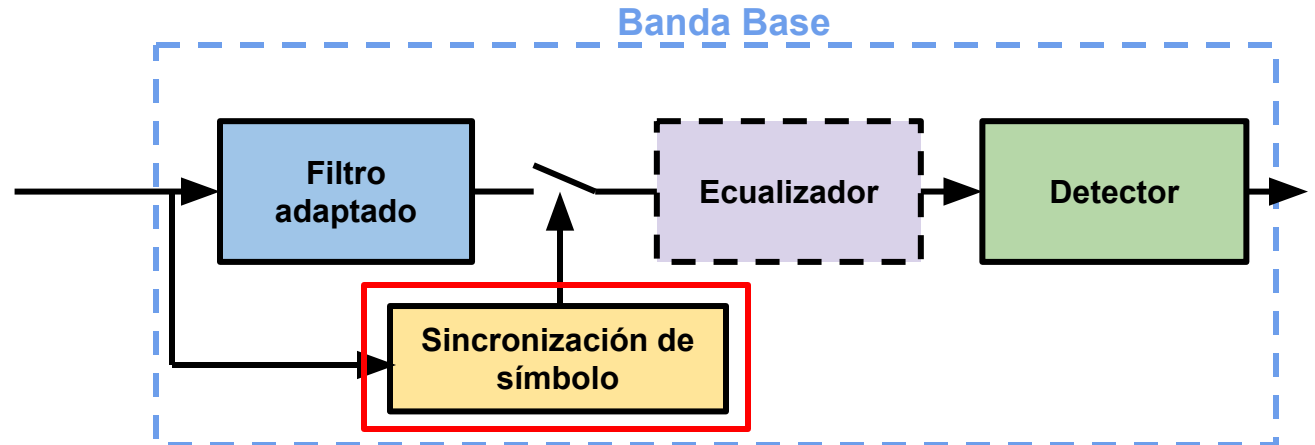 Banda Base
Filtro
adaptado
Ecualizador
Detector
Sincronización de
símbolo